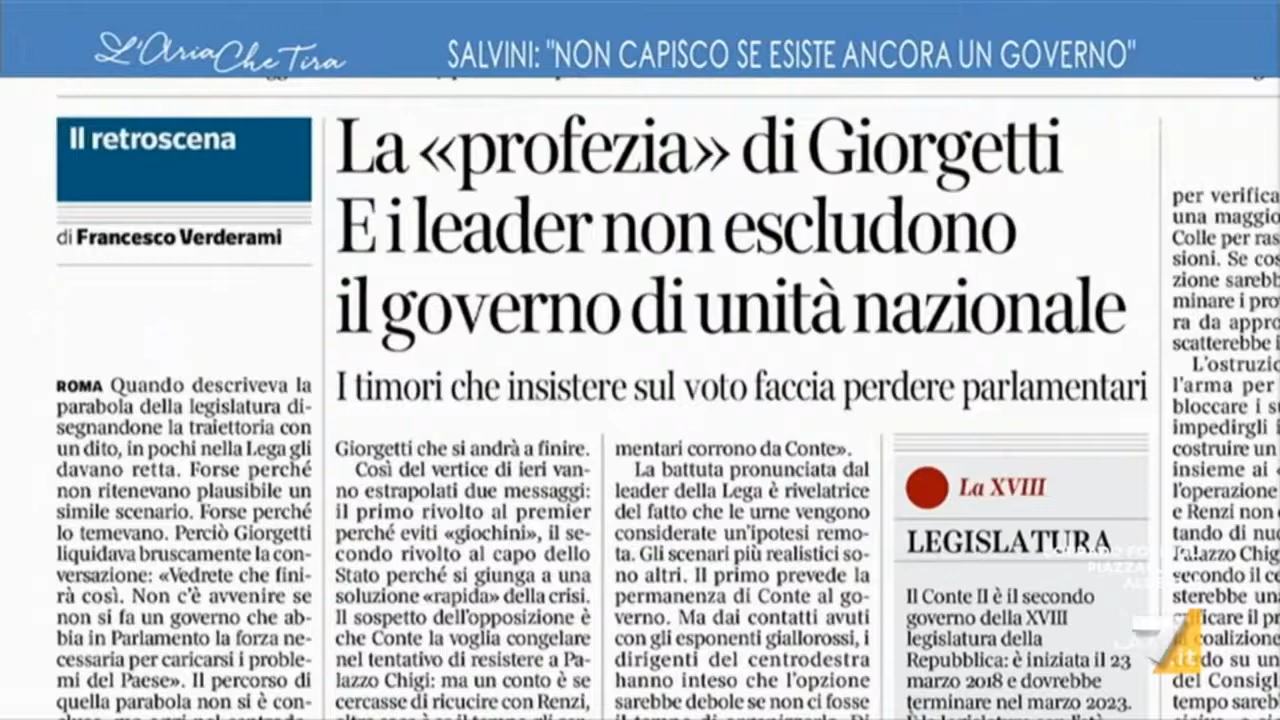 L'Aria Che Tira
SALVINI: "NON CAPISCO SE ESISTE ANCORA UN GOVERNO"
Il retroscena
di Francesco Verderami
La «profezia» di Giorgetti
E i leader non escludono
il governo di unità nazionale
I timori che insistere sul voto faccia perdere parlamentari
ROMA Quando descriveva la
parabola della legislatura di-
segnandone la traiettoria con
un dito, in pochi nella Lega gli
davano retta. Forse perché
non ritenevano plausibile un
simile scenario. Forse perché
lo temevano. Perciò Giorgetti
liquidava bruscamente la con-
versazione: «Vedrete che fini-
rà così. Non c'è avvenire se
non si fa un governo che ab-
bia in Parlamento la forza ne-
cessaria per caricarsi i proble-
mi del Paese». Il percorso di
quella parabola non si è con-
Giorgetti che si andrà a finire.
Così del vertice di ieri van-
no estrapolati due messaggi:
il primo rivolto al premier
perché eviti «giochini», il se-
condo rivolto al capo dello
Stato perché si giunga a una
soluzione «rapida» della crisi.
Il sospetto dell'opposizione è
che Conte la voglia congelare
nel tentativo di resistere a Pa-
lazzo Chigi: ma un conto è se
cercasse di ricucire con Renzi,
mentari corrono da Conte».
La battuta pronunciata dal
leader della Lega è rivelatrice
del fatto che le urne vengono
considerate un'ipotesi remo-
ta. Gli scenari più realistici so-
no altri. Il primo prevede la
permanenza di Conte al go-
verno. Ma dai contatti avuti
con gli esponenti giallorossi, i
dirigenti del centrodestra
hanno inteso che l'opzione
sarebbe debole se non ci fosse
La XVIII
LEGISLATURA
Il Conte II è il secondo
governo della XVIII
legislatura della
Repubblica: è iniziata il 23
marzo 2018 e dovrebbe
terminare nel marzo 2023.
per verifica
una maggio
Colle per ras
sioni. Se cos
zione sarebb
minare i pro
ra da appro
scatterebbe i
L'ostruzio
l'arma per
bloccare i s
impedirgli i
costruire un
insieme ai
l'operazione
e Renzi non
tando di nuo
Palazzo Chig
secondo il c
sterebbe una
coalizione
do su un
del Consigl
tempo sareb